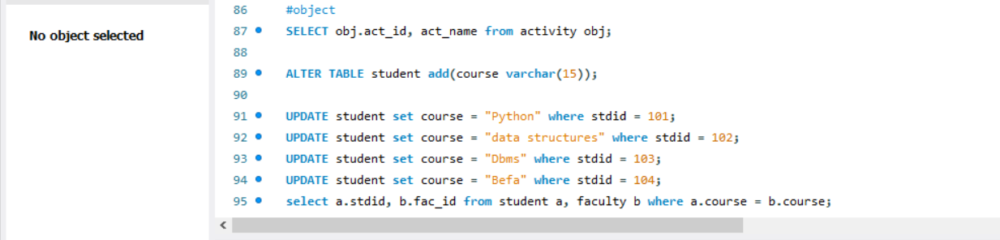 No object selected
86 #object
87 SELECT obj.act_id, act_name from activity obj;
88
89 ALTER TABLE student add(course varchar(15));
90
91 UPDATE student set course = "Python" where stdid = 101;
92 UPDATE student set course = "data structures" where stdid = 102;
93 UPDATE student set course = "Dbms" where stdid = 103;
94 UPDATE student set course = "Befa" where stdid = 104;
95 select a.stdid, b.fac_id from student a, faculty b where a.course = b.course;